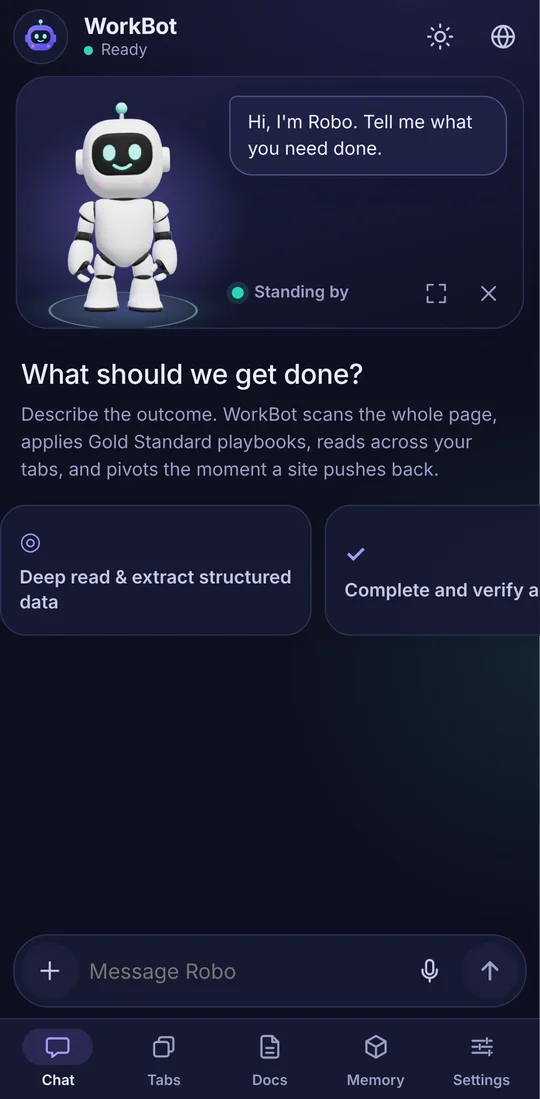 WorkBot
Ready
Hi, I'm Robo. Tell me what
you need done.
Standing by
What should we get done?
Describe the outcome. WorkBot scans the whole page,
applies Gold Standard playbooks, reads across your
tabs, and pivots the moment a site pushes back.
Deep read & extract structured
data
Complete and verify a
Message Robo
Chat
Tabs
Docs
Memory
Settings